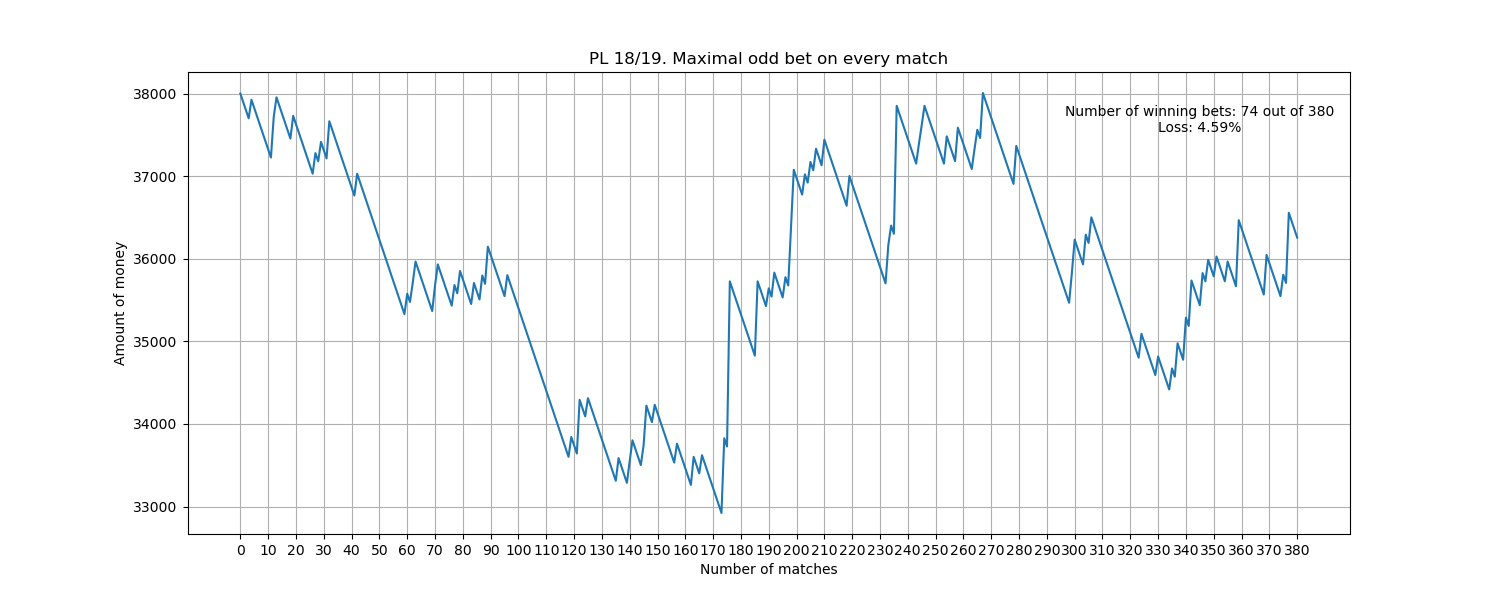 PL 18/19. Maximal odd bet on every match
38000
37000
36000
35000
34000
33000
Amount of money
Number of winning bets: 74 out of 380
Loss: 4.59%
0 10 20 30 40 50 60 70 80 90 100 110 120 130 140 150 160 170 180 190 200 210 220 230 240 250 260 270 280 290 300 310 320 330 340 350 360 370 380
Number of matches